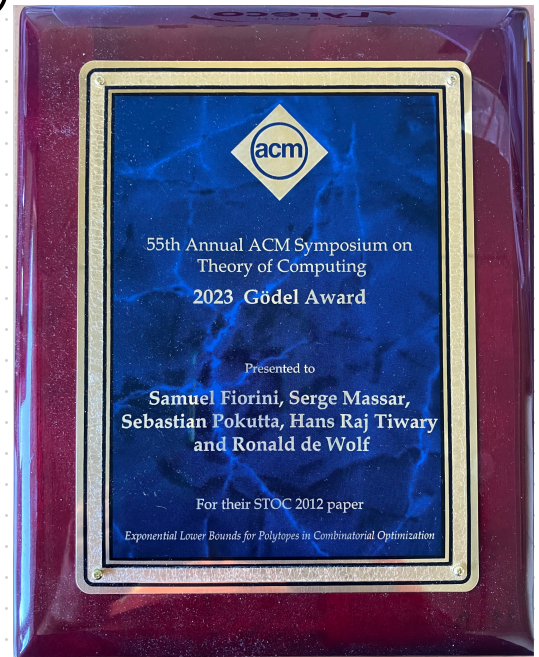 acm
55th Annual ACM Symposium on
Theory of Computing
2023 Gödel Award
Presented to
Samuel Fiorini, Serge Massar,
Sebastian Pokutta, Hans Raj Tiwary
and Ronald de Wolf
For their STOC 2012 paper
Exponential Lower Bounds for Polytopes in Combinatorial Optimization